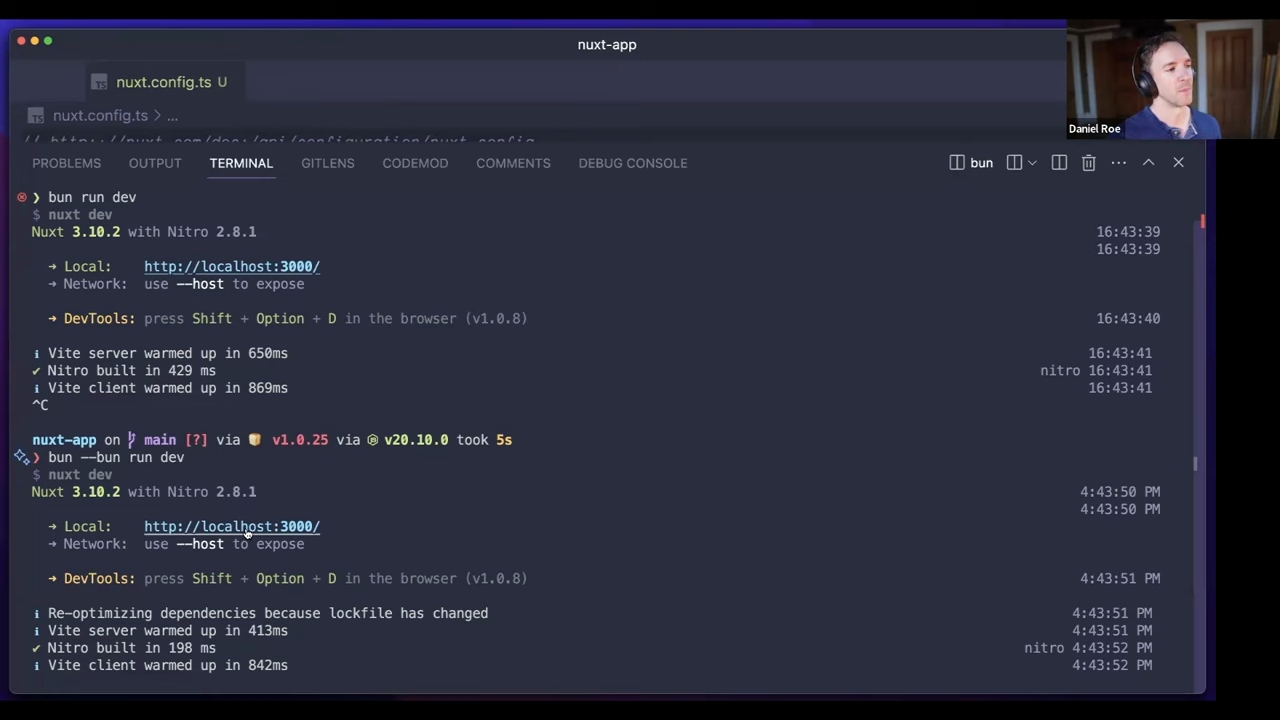 nuxt-app
TS nuxt.config.ts U
TS nuxt.config.ts > ...
// http://nuxt.com/doc:/api/configuration/nuxt_config
Daniel Roe
PROBLEMS OUTPUT TERMINAL GITLENS CODEMOD COMMENTS DEBUG CONSOLE bun
❯ bun run dev
$ nuxt dev
Nuxt 3.10.2 with Nitro 2.8.1 16:43:39
16:43:39
➜ Local: http://localhost:3000/
➜ Network: use --host to expose
➜ DevTools: press Shift + Option + D in the browser (v1.0.8) 16:43:40
ℹ Vite server warmed up in 650ms 16:43:41
✔ Nitro built in 429 ms nitro 16:43:41
ℹ Vite client warmed up in 869ms 16:43:41
^C
nuxt-app on main [?] via v1.0.25 via v20.10.0 took 5s
❯ bun --bun run dev
$ nuxt dev
Nuxt 3.10.2 with Nitro 2.8.1 4:43:50 PM
4:43:50 PM
➜ Local: http://localhost:3000/
➜ Network: use --host to expose
➜ DevTools: press Shift + Option + D in the browser (v1.0.8) 4:43:51 PM
ℹ Re-optimizing dependencies because lockfile has changed 4:43:51 PM
ℹ Vite server warmed up in 413ms 4:43:51 PM
✔ Nitro built in 198 ms nitro 4:43:52 PM
ℹ Vite client warmed up in 842ms 4:43:52 PM